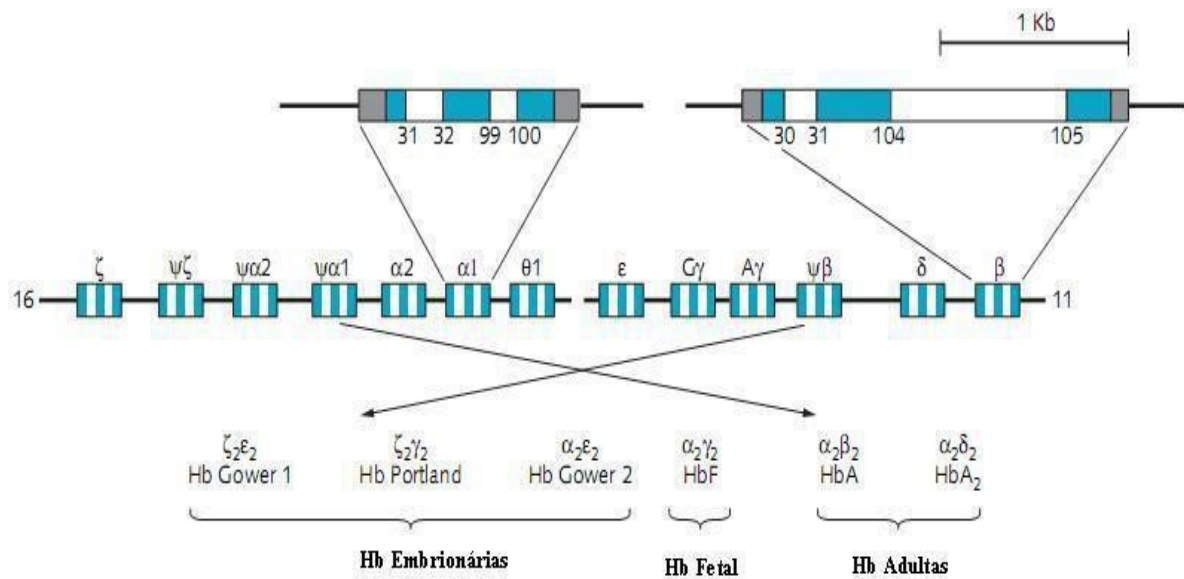 1 Kb
31 32 99 100
30 31 104 105
ζ ψζ ψα2 ψα1 α2 α1 θ1 ε Gγ Aγ ψβ δ β
16 11
ζ₂ε₂ ζ₂γ₂ α₂ε₂ α₂γ₂ α₂β₂ α₂δ₂
Hb Gower 1 Hb Portland Hb Gower 2 HbF HbA HbA₂
Hb Embrionárias Hb Fetal Hb Adultas